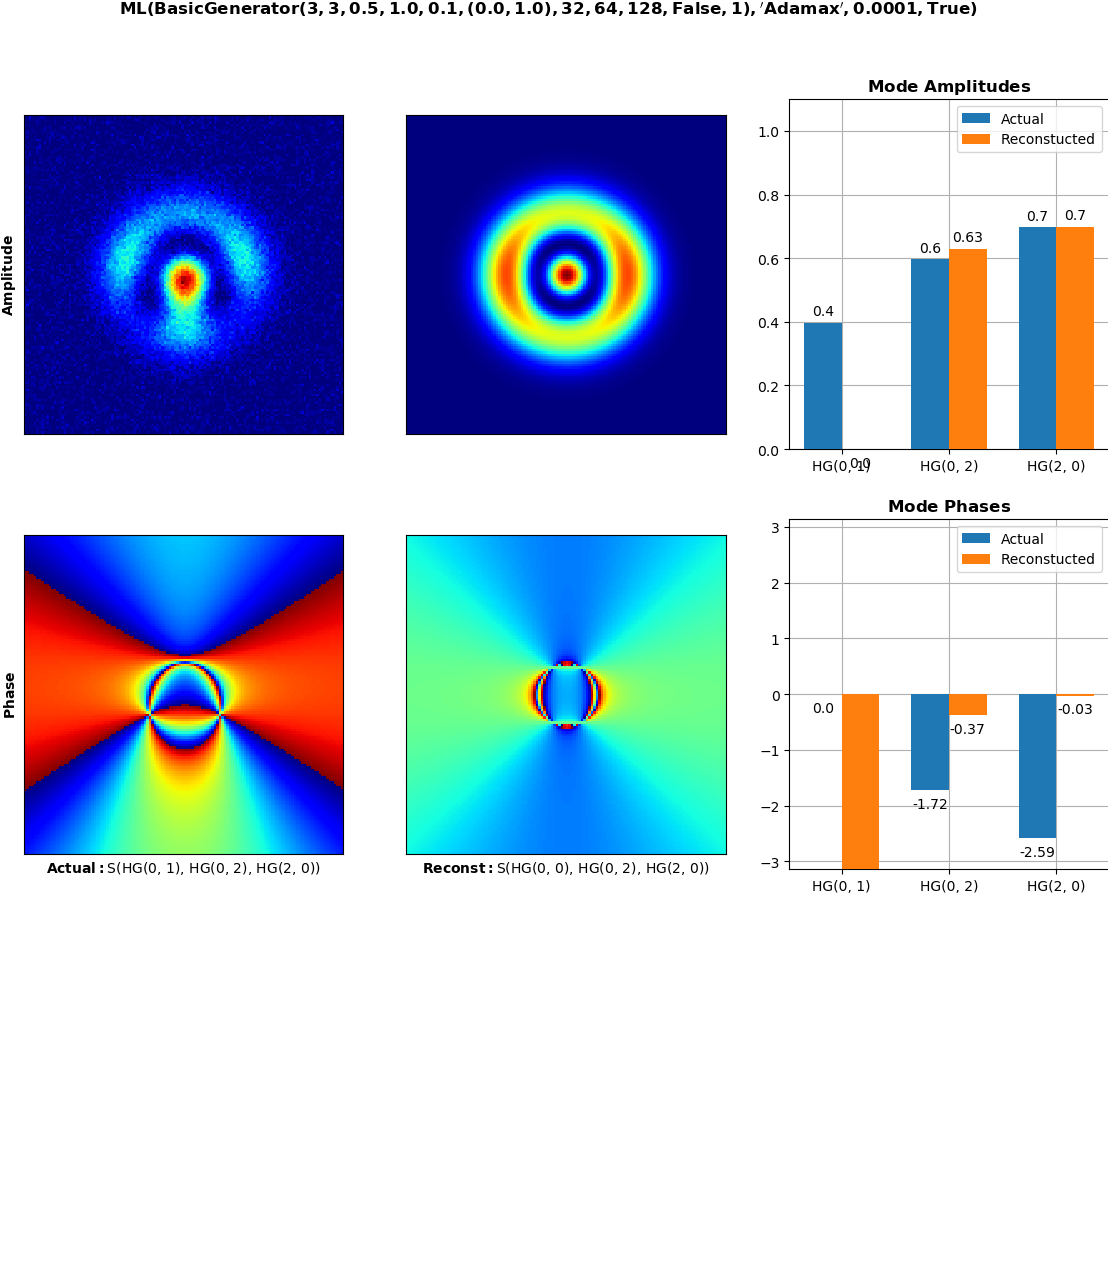 ML(BasicGenerator(3, 3, 0.5, 1.0, 0.1, (0.0, 1.0), 32, 64, 128, False, 1), ′Adamax′, 0.0001, True)
Amplitude
Mode Amplitudes
Actual
Reconstucted
1.0
0.8
0.6
0.4
0.2
0.0
0.4
0.0
0.6
0.63
0.7
0.7
HG(0, 1)
HG(0, 2)
HG(2, 0)
Phase
Actual: S(HG(0, 1), HG(0, 2), HG(2, 0))
Reconst: S(HG(0, 0), HG(0, 2), HG(2, 0))
Mode Phases
Actual
Reconstucted
3
2
1
0
−1
−2
−3
0.0
-1.72
-0.37
-2.59
-0.03
HG(0, 1)
HG(0, 2)
HG(2, 0)